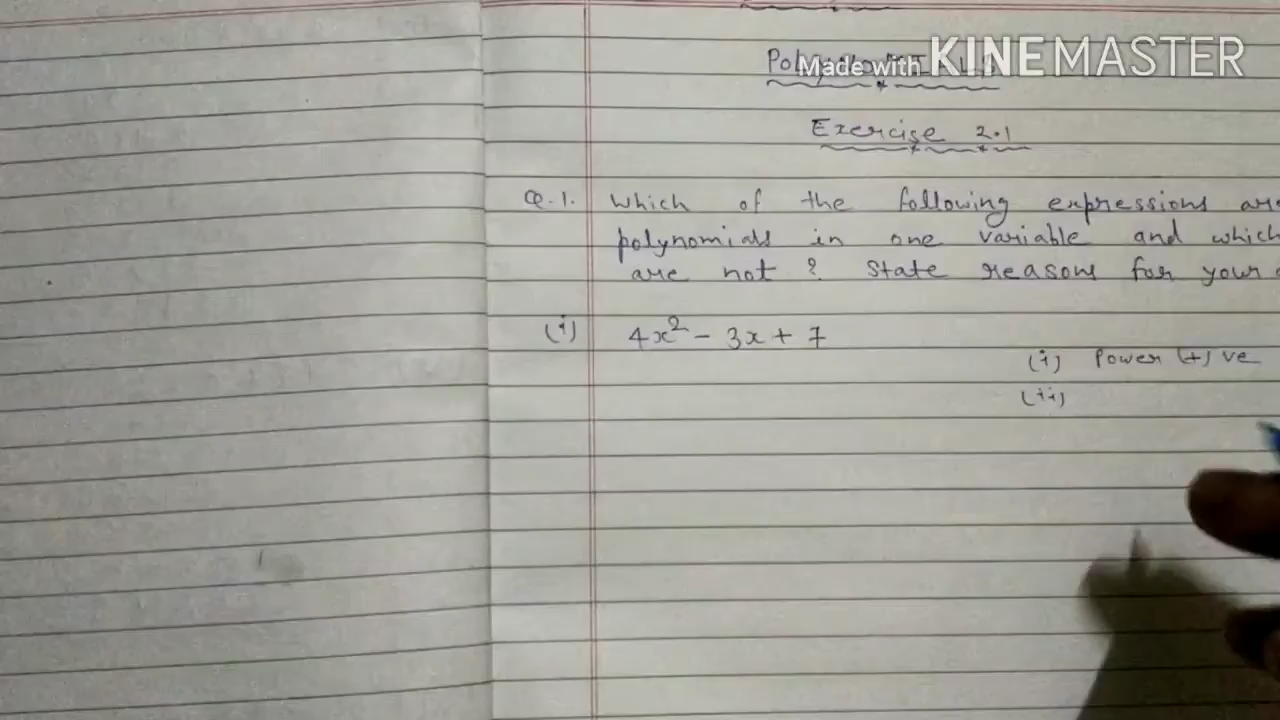 Made with KINEMASTER
Exercise 2.1
Q.1. Which of the following expressions are
polynomials in one variable and which
are not ? State reasons for your
(i) 4x² - 3x + 7
(i) Power (+)ve
(ii)